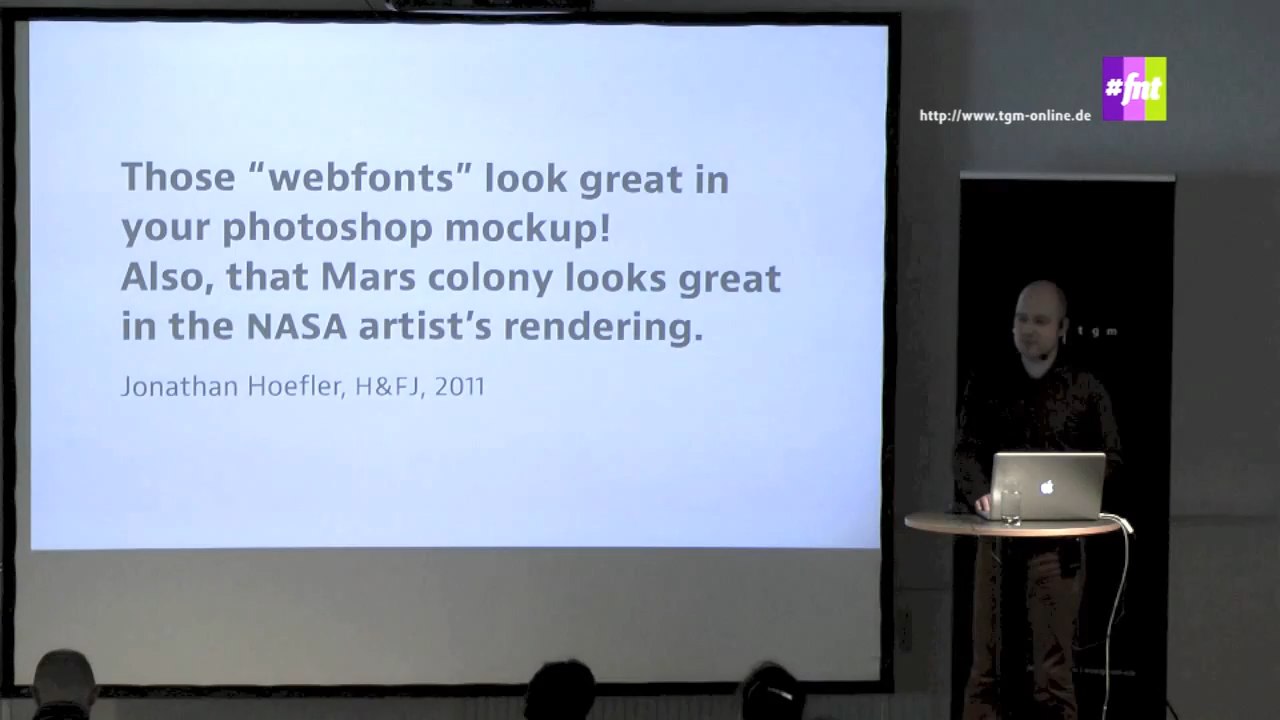 Those “webfonts” look great in
your photoshop mockup!
Also, that Mars colony looks great
in the NASA artist’s rendering.
Jonathan Hoefler, H&FJ, 2011
http://www.tgm-online.de
#fnt
tgm